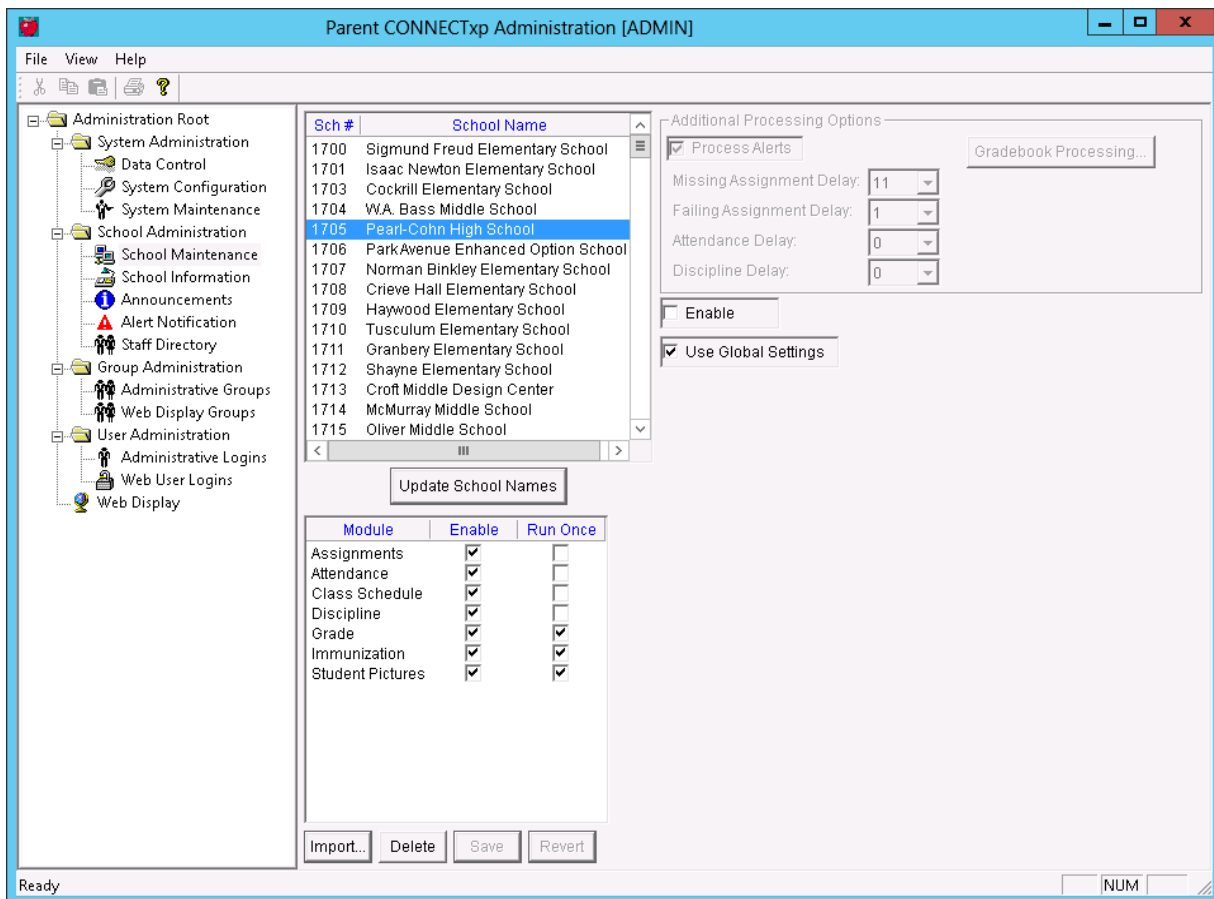 Parent CONNECTxp Administration [ADMIN]
File View Help
Administration Root
System Administration
Data Control
System Configuration
System Maintenance
School Administration
School Maintenance
School Information
Announcements
Alert Notification
Staff Directory
Group Administration
Administrative Groups
Web Display Groups
User Administration
Administrative Logins
Web User Logins
Web Display
Sch # School Name
1700 Sigmund Freud Elementary School
1701 Isaac Newton Elementary School
1703 Cockrill Elementary School
1704 W.A. Bass Middle School
1705 Pearl-Cohn High School
1706 Park Avenue Enhanced Option School
1707 Norman Binkley Elementary School
1708 Crieve Hall Elementary School
1709 Haywood Elementary School
1710 Tusculum Elementary School
1711 Granbery Elementary School
1712 Shayne Elementary School
1713 Croft Middle Design Center
1714 McMurray Middle School
1715 Oliver Middle School
Update School Names
Module Enable Run Once
Assignments
Attendance
Class Schedule
Discipline
Grade
Immunization
Student Pictures
Import... Delete Save Revert
Additional Processing Options
Process Alerts Gradebook Processing...
Missing Assignment Delay: 11
Failing Assignment Delay: 1
Attendance Delay: 0
Discipline Delay: 0
Enable
Use Global Settings
Ready NUM